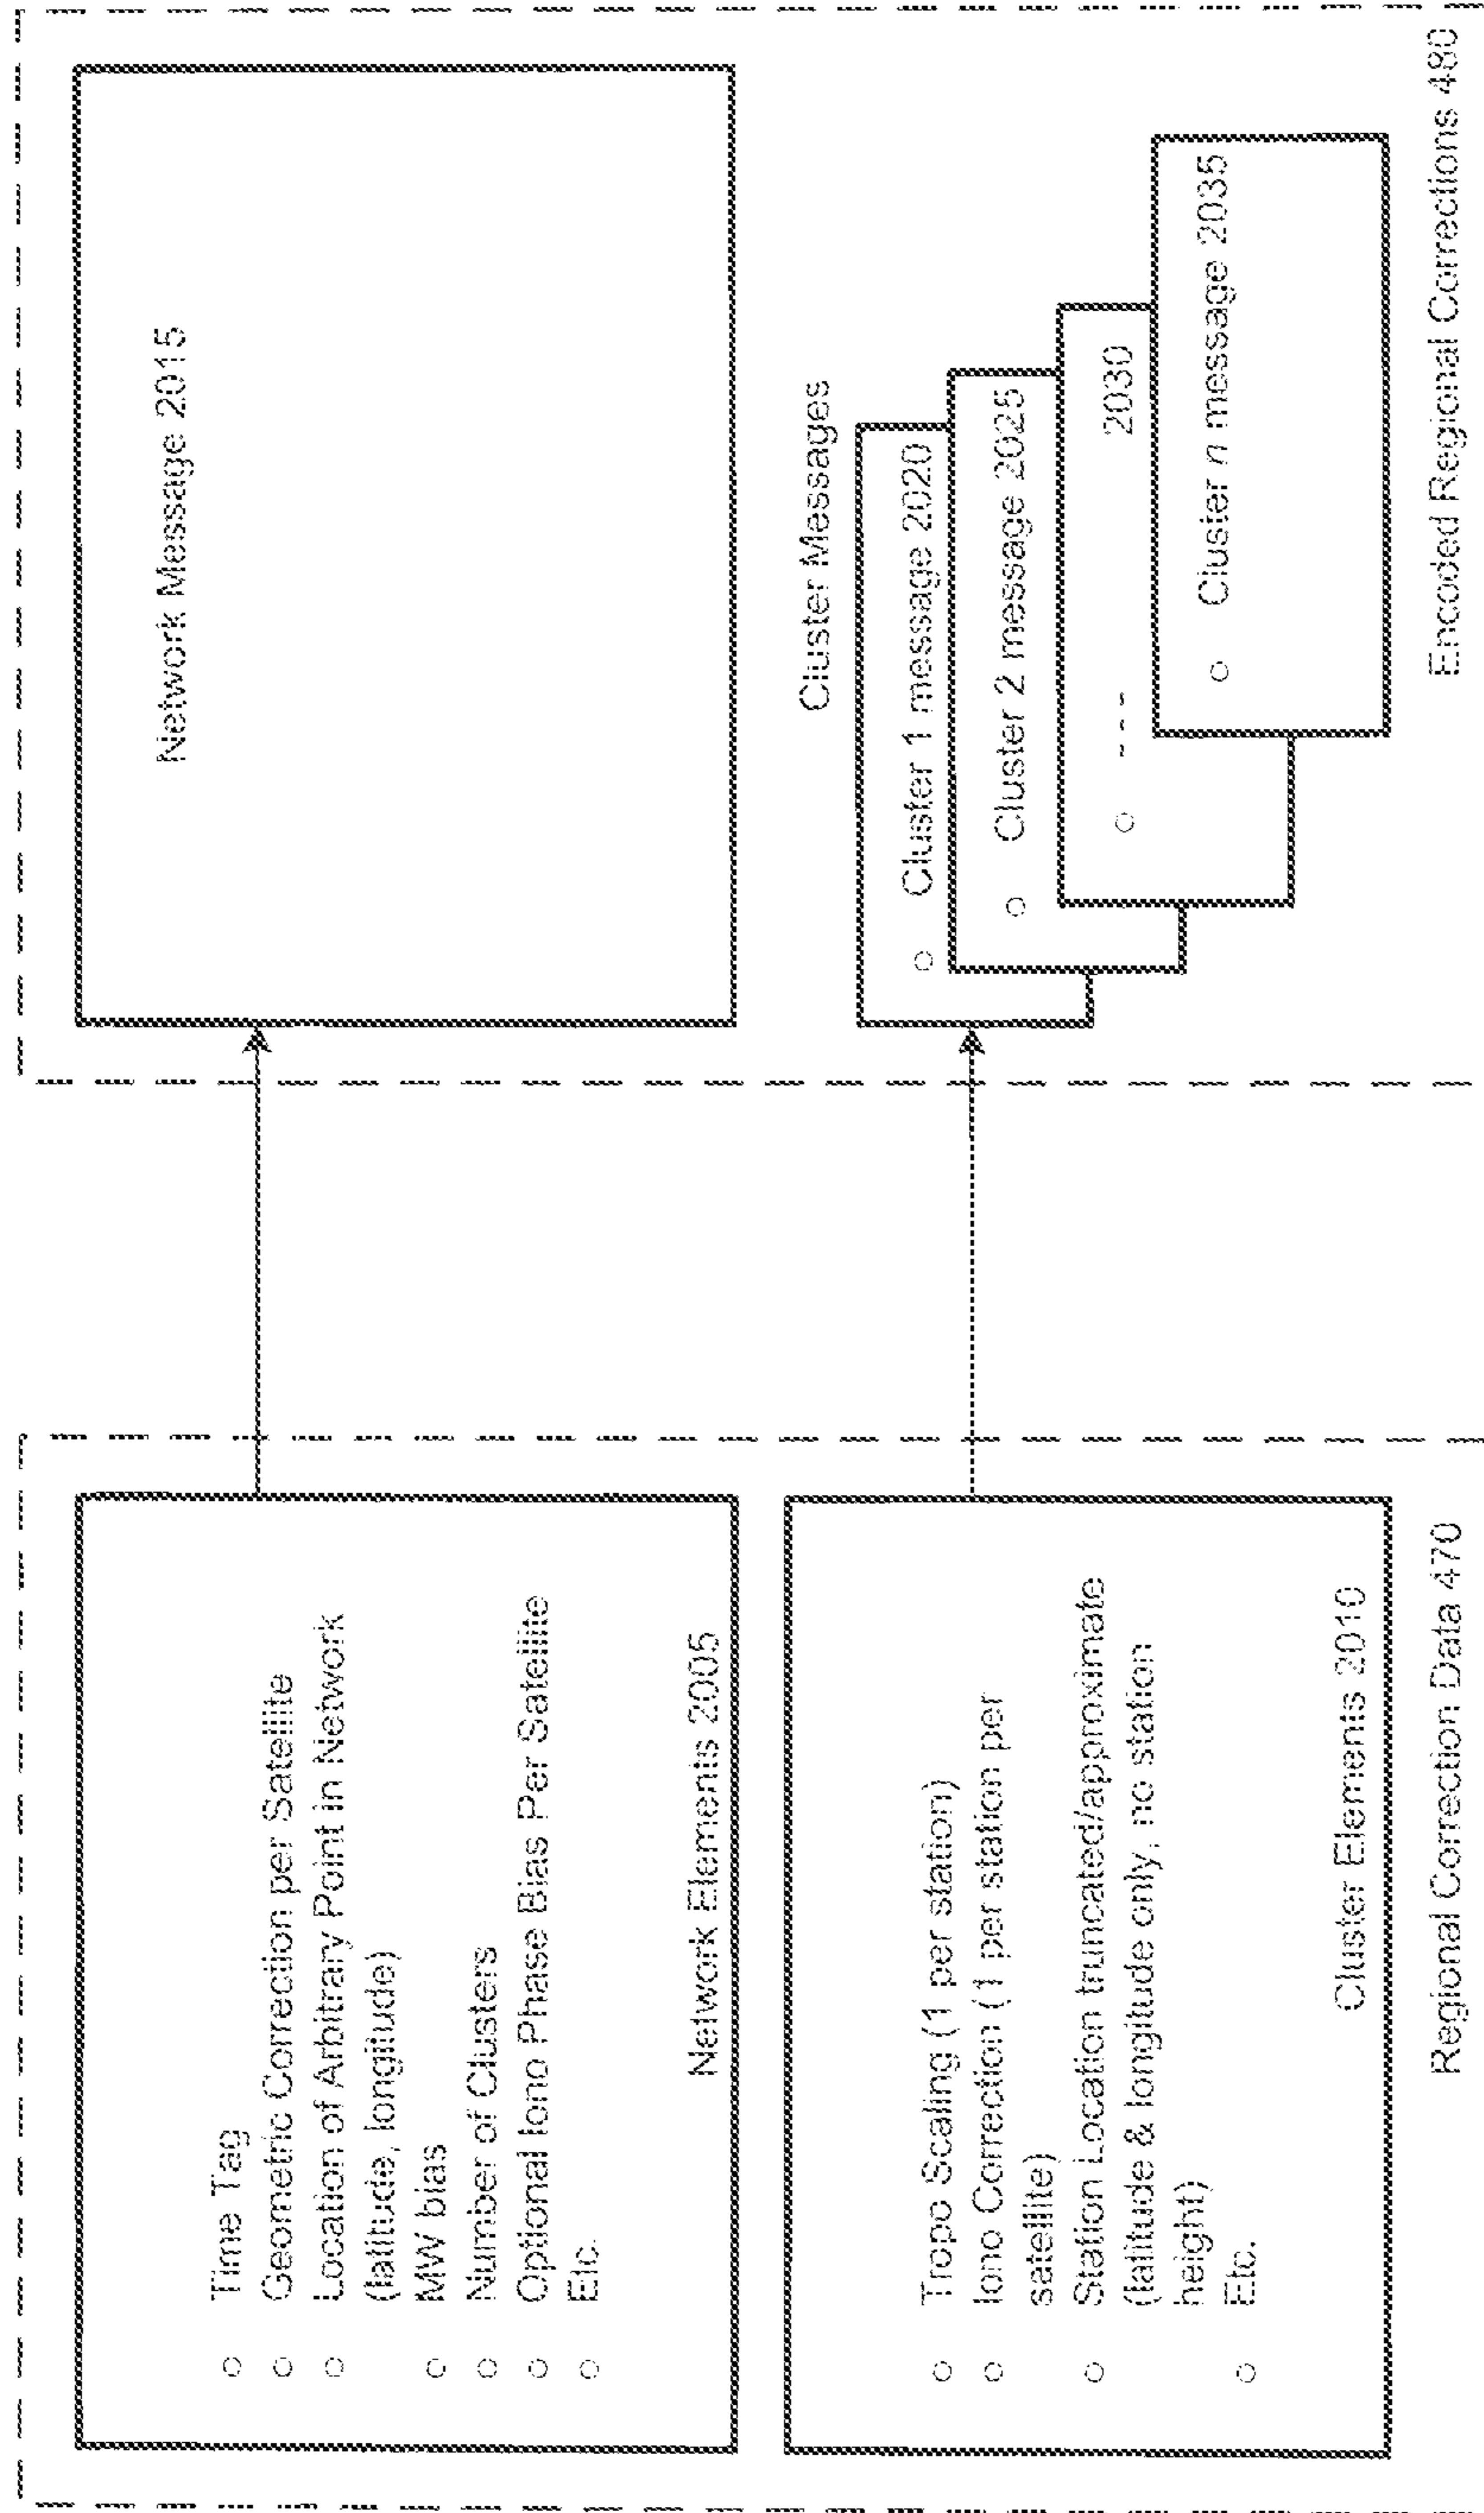 ○ Time Tag
○ Geometric Correction per Satellite
○ Location of Arbitrary Point in Network
(latitude, longitude)
○ MW bias
○ Number of Clusters
○ Optional Iono Phase Bias Per Satellite
○ Etc.
Network Elements 2005
○ Tropo Scaling (1 per station)
○ Iono Correction (1 per station per
satellite)
○ Station Location truncated/approximate
(latitude & longitude only, no station
height)
○ Etc.
Cluster Elements 2010
Regional Correction Data 470
Network Message 2015
Cluster Messages
○ Cluster 1 message 2020
○ Cluster 2 message 2025
○ - - - 2030
○ Cluster n message 2035
Encoded Regional Corrections 480